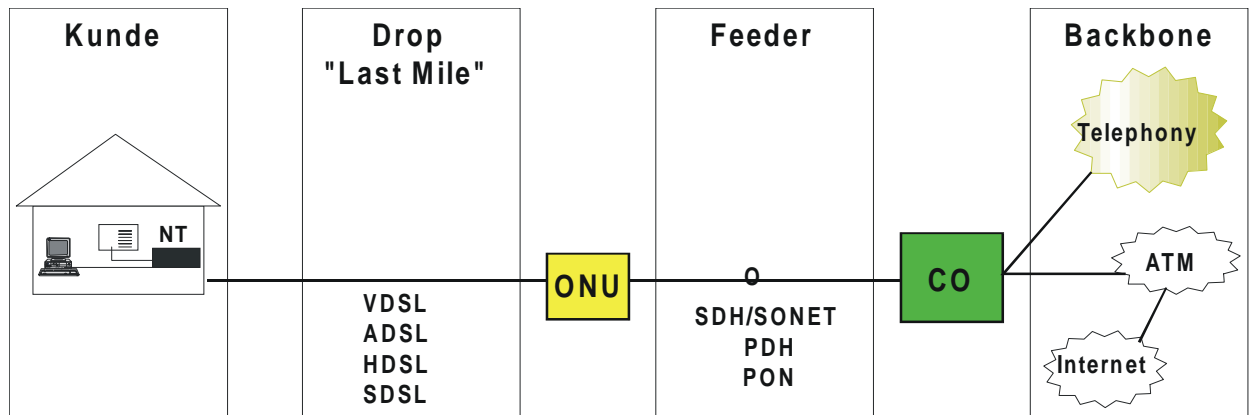 Kunde
NT
Drop
"Last Mile"
VDSL
ADSL
HDSL
SDSL
ONU
Feeder
O
SDH/SONET
PDH
PON
CO
Backbone
Telephony
ATM
Internet